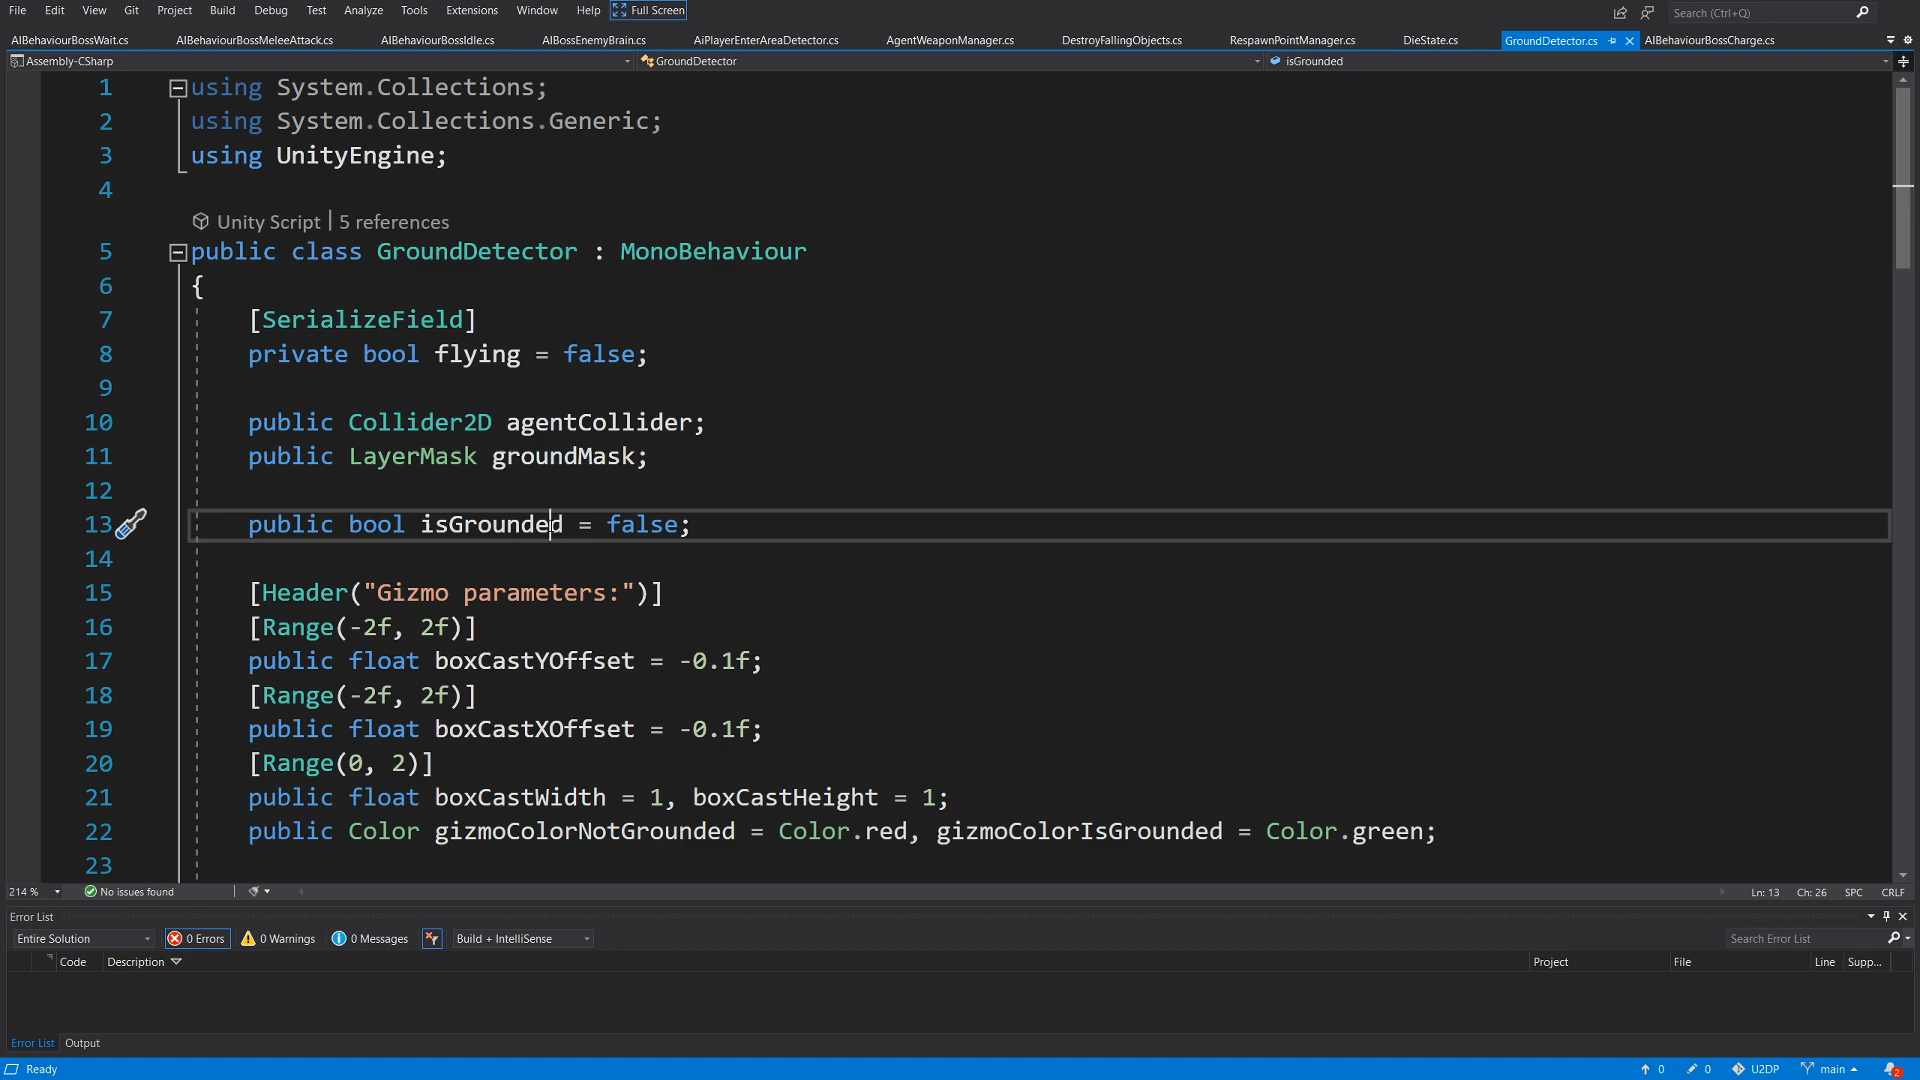 File Edit View Git Project Build Debug Test Analyze Tools Extensions Window Help Full Screen Search (Ctrl+Q)
AIBehaviourBossWait.cs AIBehaviourBossMeleeAttack.cs AIBehaviourBossIdle.cs AIBossEnemyBrain.cs AiPlayerEnterAreaDetector.cs AgentWeaponManager.cs DestroyFallingObjects.cs RespawnPointManager.cs DieState.cs GroundDetector.cs AIBehaviourBossCharge.cs
Assembly-CSharp GroundDetector isGrounded
1 using System.Collections;
2 using System.Collections.Generic;
3 using UnityEngine;
4
Unity Script | 5 references
5 public class GroundDetector : MonoBehaviour
6 {
7 [SerializeField]
8 private bool flying = false;
9
10 public Collider2D agentCollider;
11 public LayerMask groundMask;
12
13 public bool isGrounded = false;
14
15 [Header("Gizmo parameters:")]
16 [Range(-2f, 2f)]
17 public float boxCastYOffset = -0.1f;
18 [Range(-2f, 2f)]
19 public float boxCastXOffset = -0.1f;
20 [Range(0, 2)]
21 public float boxCastWidth = 1, boxCastHeight = 1;
22 public Color gizmoColorNotGrounded = Color.red, gizmoColorIsGrounded = Color.green;
23
214 % No issues found Ln: 13 Ch: 26 SPC CRLF
Error List
Entire Solution 0 Errors 0 Warnings 0 Messages Build + IntelliSense Search Error List
Code Description Project File Line Supp...
Error List Output
Ready 0 0 U2DP main 2